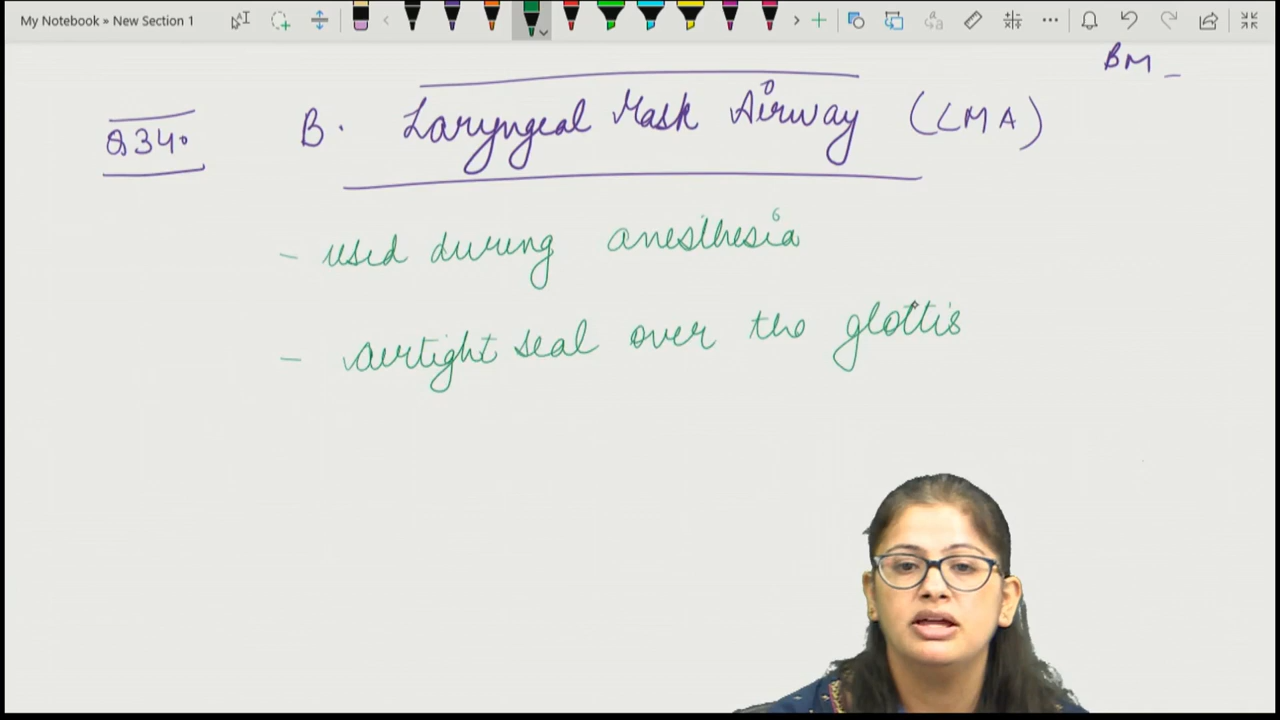 My Notebook » New Section 1
BM _
Q34. B. Laryngeal Mask Airway (LMA)
- used during anesthesia
- airtight seal over the glottis